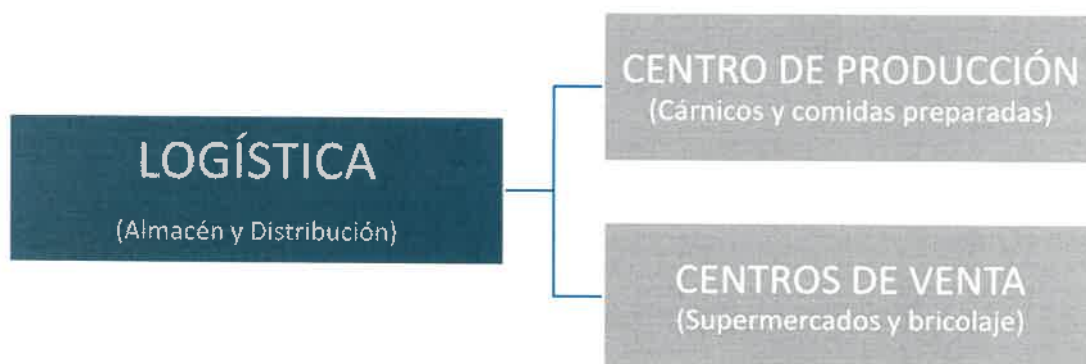 LOGÍSTICA
(Almacén y Distribución)
CENTRO DE PRODUCCIÓN
(Cárnicos y comidas preparadas)
CENTROS DE VENTA
(Supermercados y bricolaje)